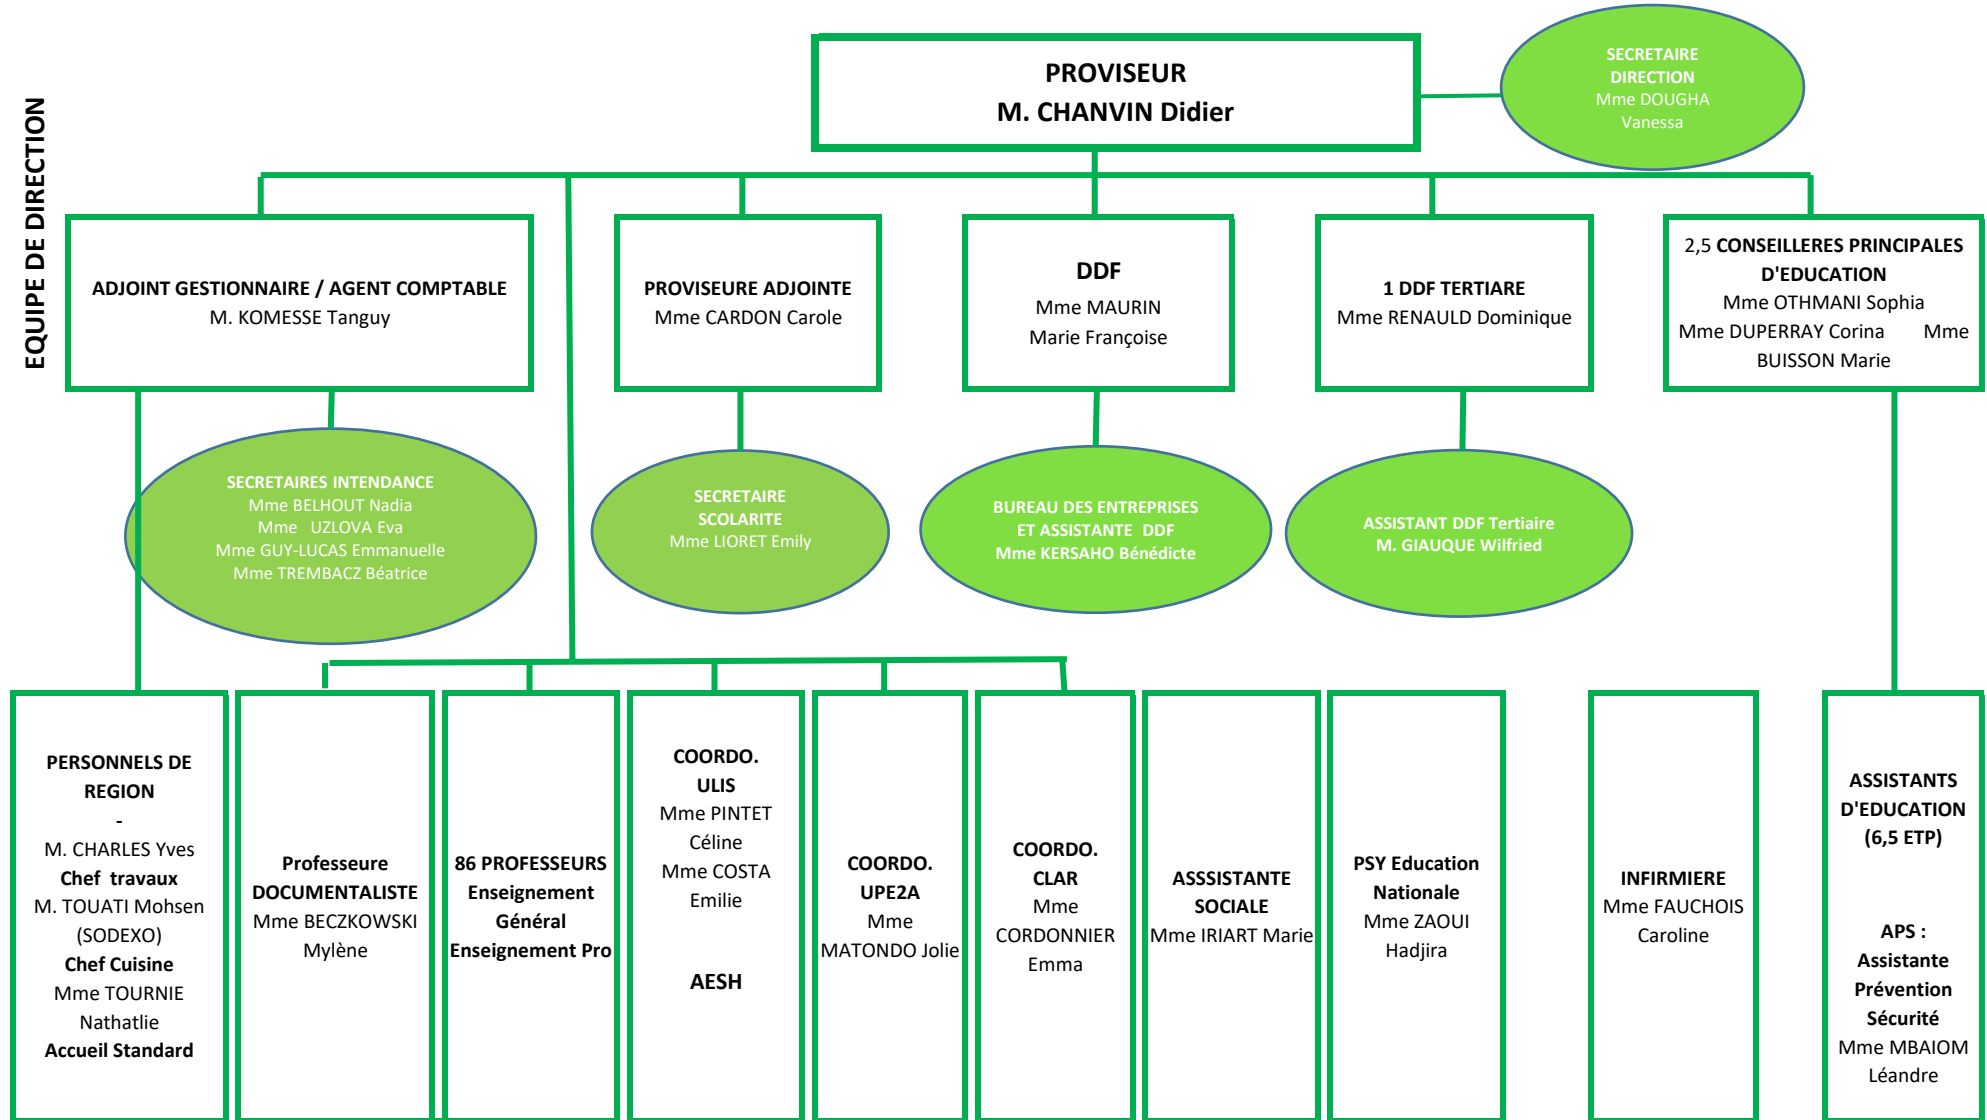 EQUIPE DE DIRECTION
PROVISEUR
M. CHANVIN Didier
SECRETAIRE
DIRECTION
Mme DOUGHA
Vanessa
ADJOINT GESTIONNAIRE / AGENT COMPTABLE
M. KOMESSE Tanguy
PROVISEURE ADJOINTE
Mme CARDON Carole
DDF
Mme MAURIN
Marie Françoise
1 DDF TERTIARE
Mme RENAULD Dominique
2,5 CONSEILLERES PRINCIPALES
D'EDUCATION
Mme OTHMANI Sophia
Mme DUPERRAY Corina Mme
BUISSON Marie
SECRETAIRES INTENDANCE
Mme BELHOUT Nadia
Mme UZLOVA Eva
Mme GUY-LUCAS Emmanuelle
Mme TREMBACZ Béatrice
SECRETAIRE
SCOLARITE
Mme LIORET Emily
BUREAU DES ENTREPRISES
ET ASSISTANTE DDF
Mme KERSAHO Bénédicte
ASSISTANT DDF Tertiaire
M. GIAUQUE Wilfried
PERSONNELS DE
REGION
-
M. CHARLES Yves
Chef travaux
M. TOUATI Mohsen
(SODEXO)
Chef Cuisine
Mme TOURNIE
Nathatlie
Accueil Standard
Professeure
DOCUMENTALISTE
Mme BECZKOWSKI
Mylène
86 PROFESSEURS
Enseignement
Général
Enseignement Pro
COORDO.
ULIS
Mme PINTET
Céline
Mme COSTA
Emilie
AESH
COORDO.
UPE2A
Mme
MATONDO Jolie
COORDO.
CLAR
Mme
CORDONNIER
Emma
ASSSISTANTE
SOCIALE
Mme IRIART Marie
PSY Education
Nationale
Mme ZAOUI
Hadjira
INFIRMIERE
Mme FAUCHOIS
Caroline
ASSISTANTS
D'EDUCATION
(6,5 ETP)
APS :
Assistante
Prévention
Sécurité
Mme MBAIOM
Léandre